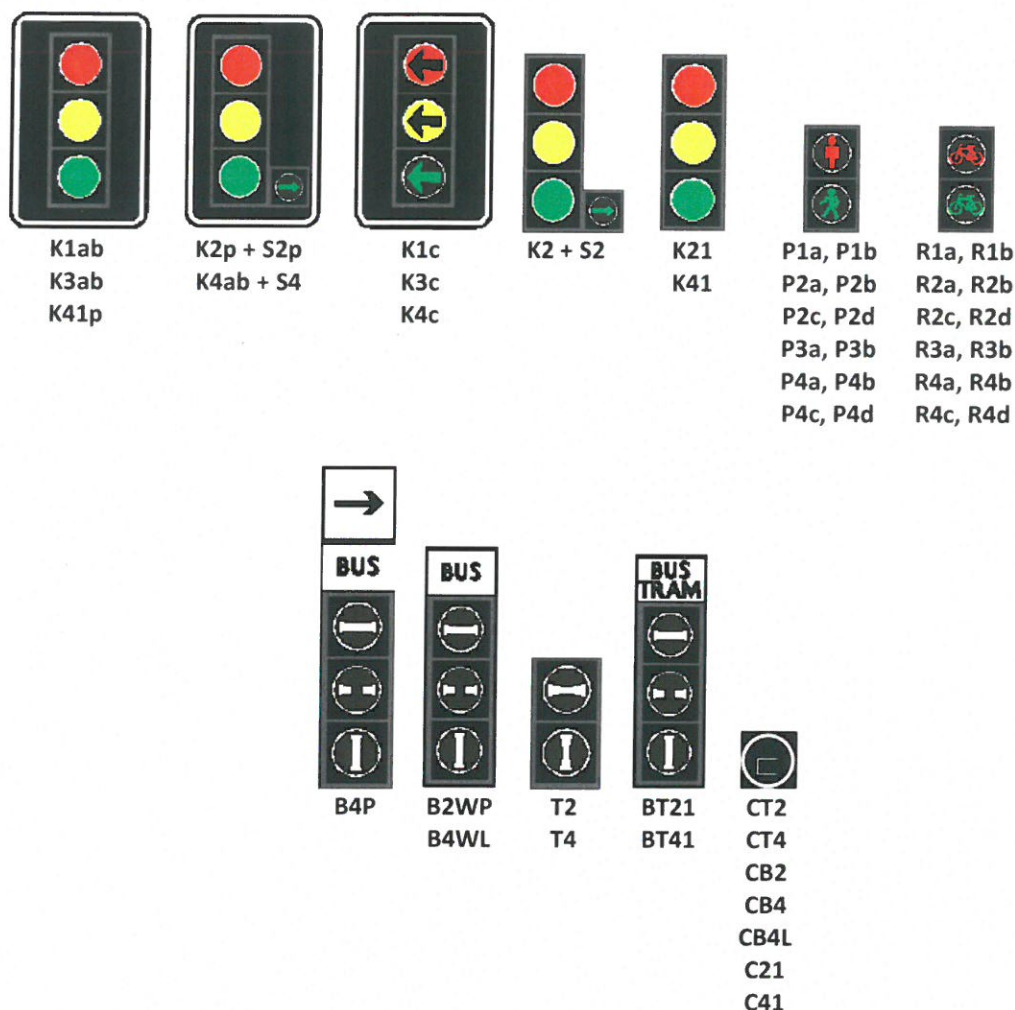 K1ab
K3ab
K41p
K2p + S2p
K4ab + S4
K1c
K3c
K4c
K2 + S2
K21
K41
P1a, P1b
P2a, P2b
P2c, P2d
P3a, P3b
P4a, P4b
P4c, P4d
R1a, R1b
R2a, R2b
R2c, R2d
R3a, R3b
R4a, R4b
R4c, R4d
BUS
B4P
BUS
B2WP
B4WL
T2
T4
BUS
TRAM
BT21
BT41
CT2
CT4
CB2
CB4
CB4L
C21
C41